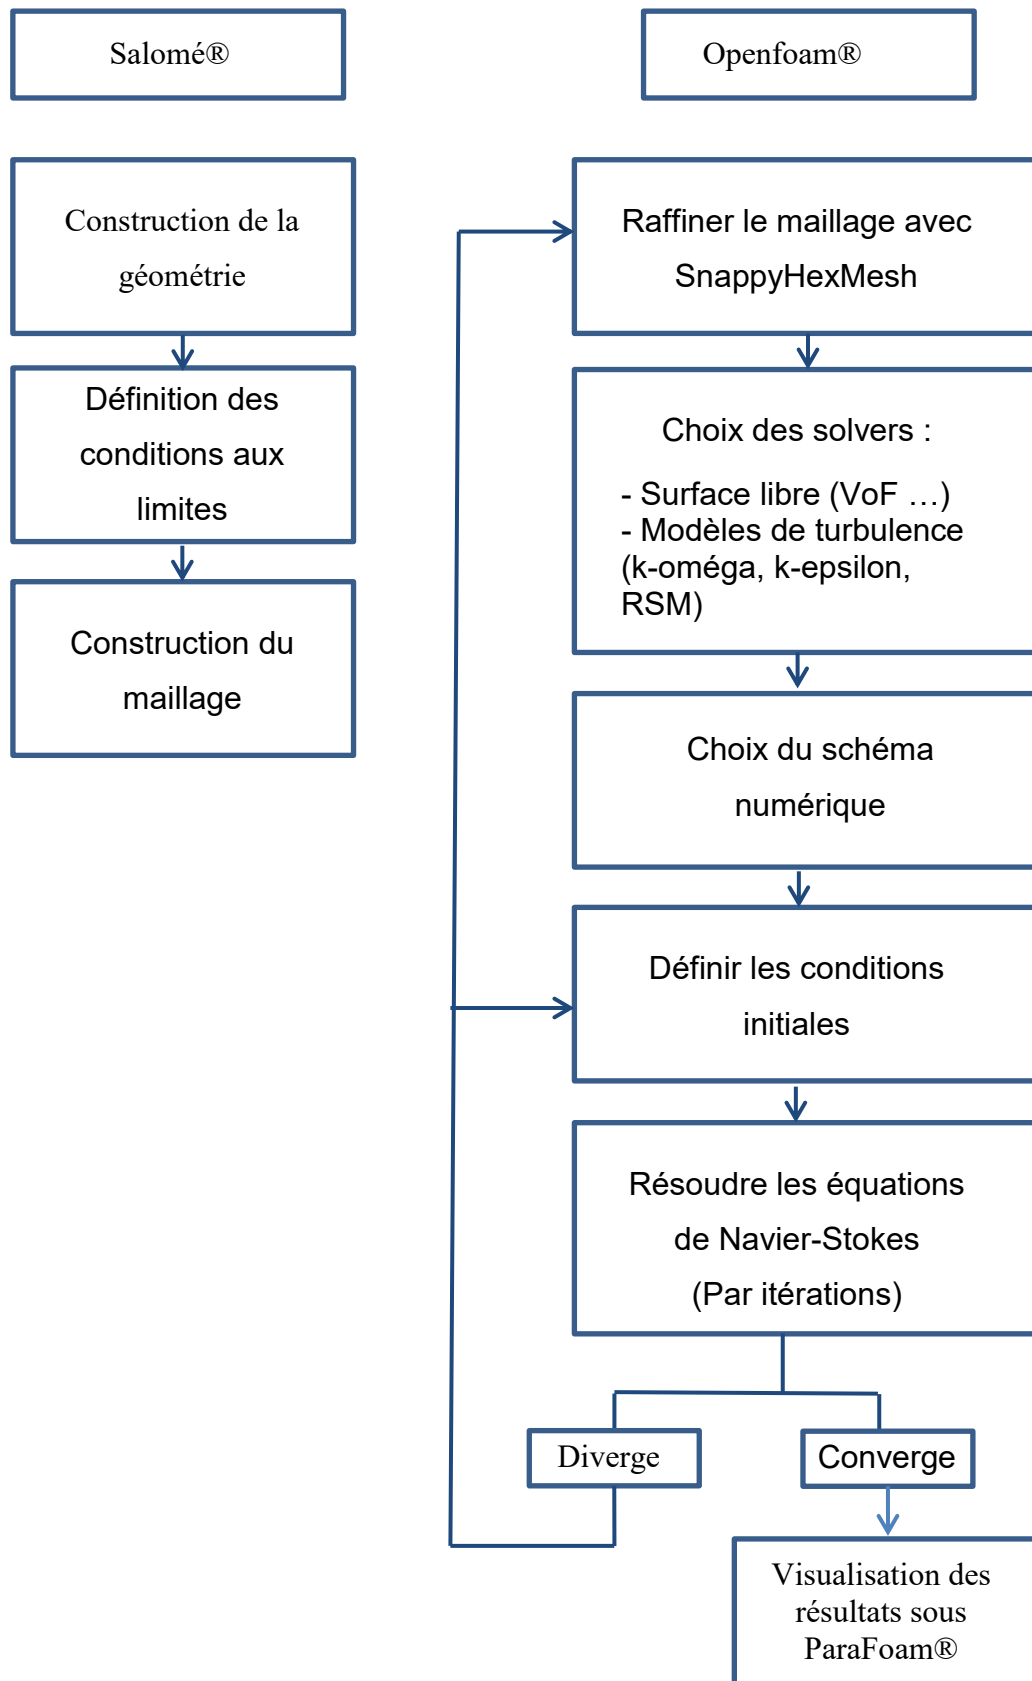 Salomé®
Openfoam®
Construction de la
géométrie
Définition des
conditions aux
limites
Construction du
maillage
Raffiner le maillage avec
SnappyHexMesh
Choix des solvers :
- Surface libre (VoF …)
- Modèles de turbulence
(k-oméga, k-epsilon,
RSM)
Choix du schéma
numérique
Définir les conditions
initiales
Résoudre les équations
de Navier-Stokes
(Par itérations)
Diverge
Converge
Visualisation des
résultats sous
ParaFoam®